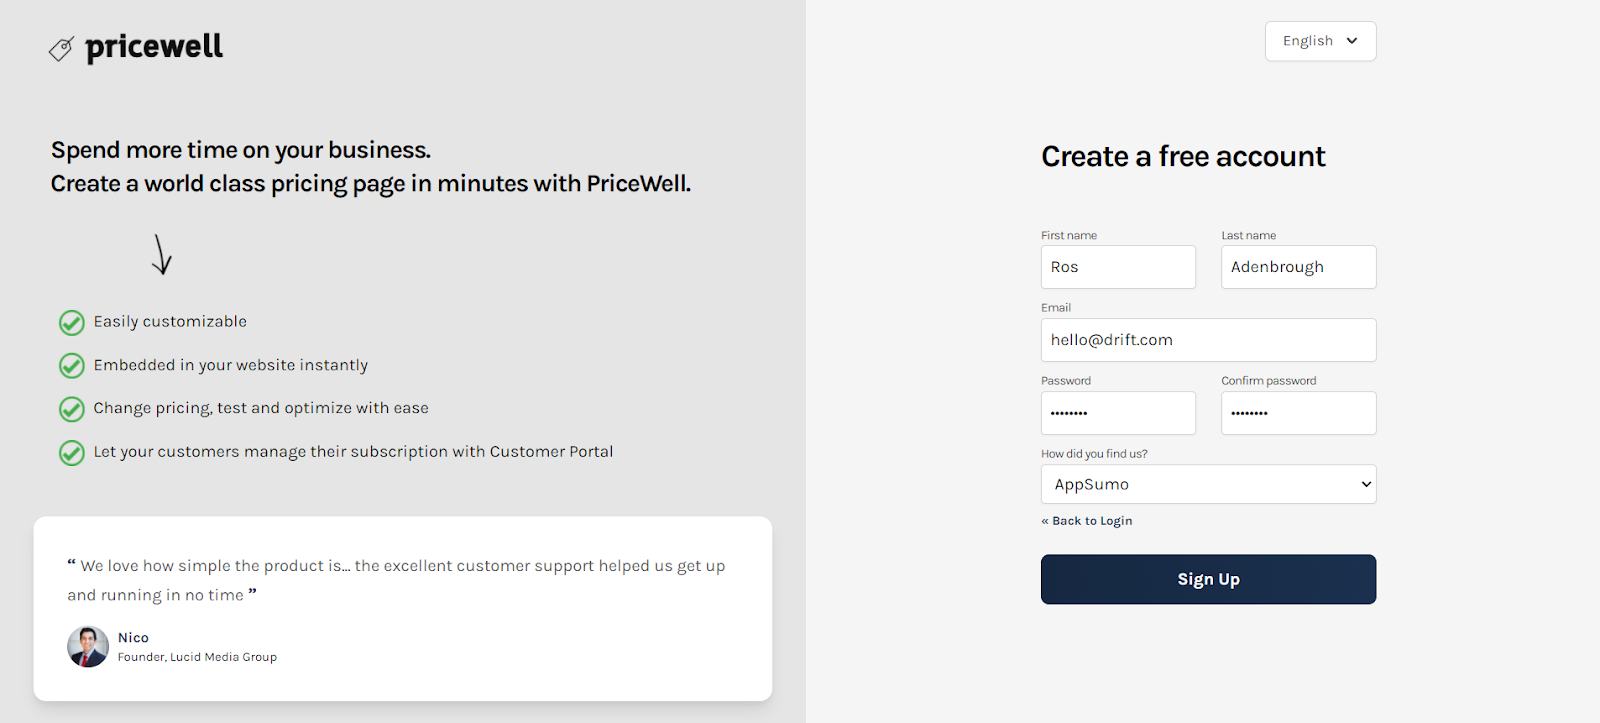 pricewell
Spend more time on your business.
Create a world class pricing page in minutes with PriceWell.
Easily customizable
Embedded in your website instantly
Change pricing, test and optimize with ease
Let your customers manage their subscription with Customer Portal
“ We love how simple the product is... the excellent customer support helped us get up
and running in no time ”
Nico
Founder, Lucid Media Group
English
Create a free account
First name Last name
Ros Adenbrough
Email
hello@drift.com
Password Confirm password
•••••••• ••••••••
How did you find us?
AppSumo
« Back to Login
Sign Up